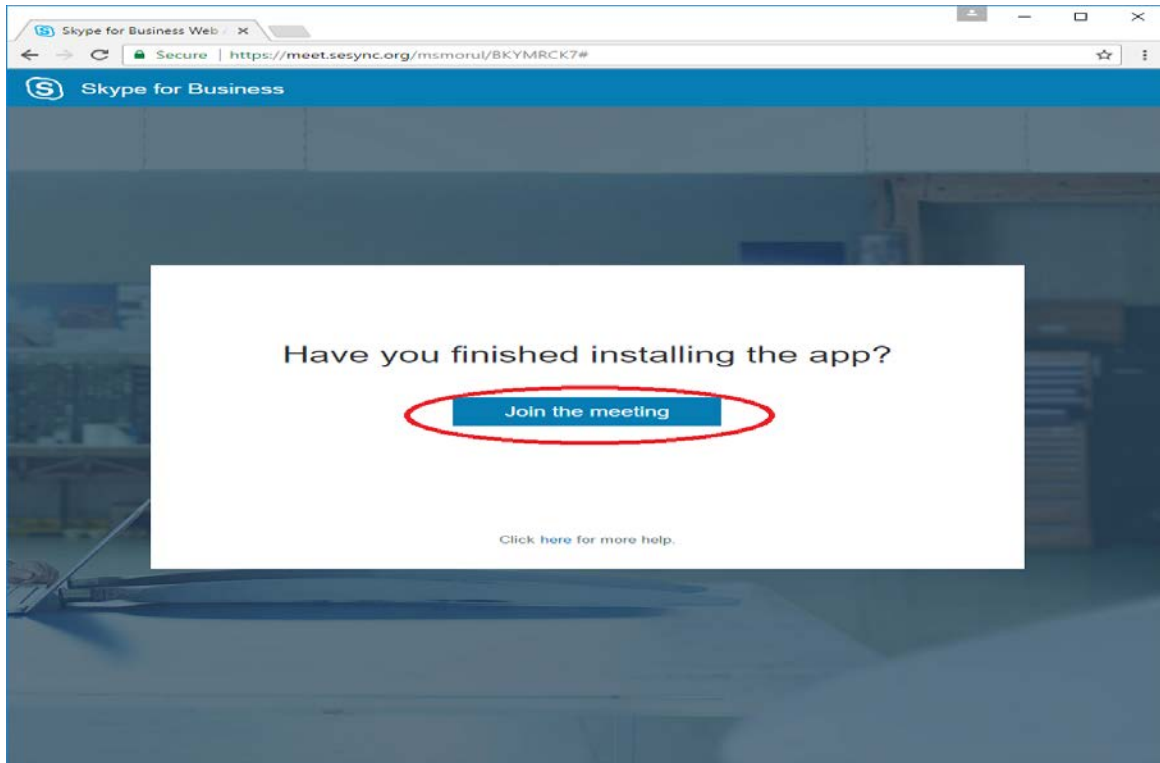 Skype for Business Web
Secure | https://meet.sesync.org/msmorul/BKYMRCK7#
Skype for Business
Have you finished installing the app?
Join the meeting
Click here for more help.